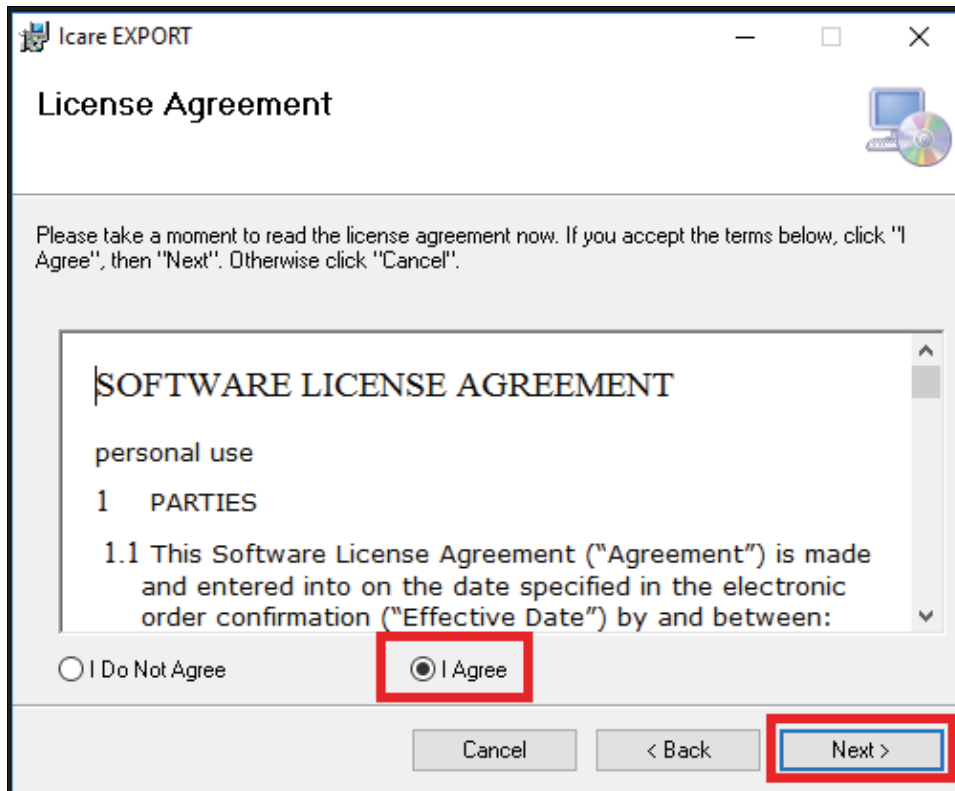 Icare EXPORT
License Agreement
Please take a moment to read the license agreement now. If you accept the terms below, click "I
Agree", then "Next". Otherwise click "Cancel".
SOFTWARE LICENSE AGREEMENT
personal use
1 PARTIES
1.1 This Software License Agreement (“Agreement”) is made
and entered into on the date specified in the electronic
order confirmation (“Effective Date”) by and between:
I Do Not Agree
I Agree
Cancel
< Back
Next >